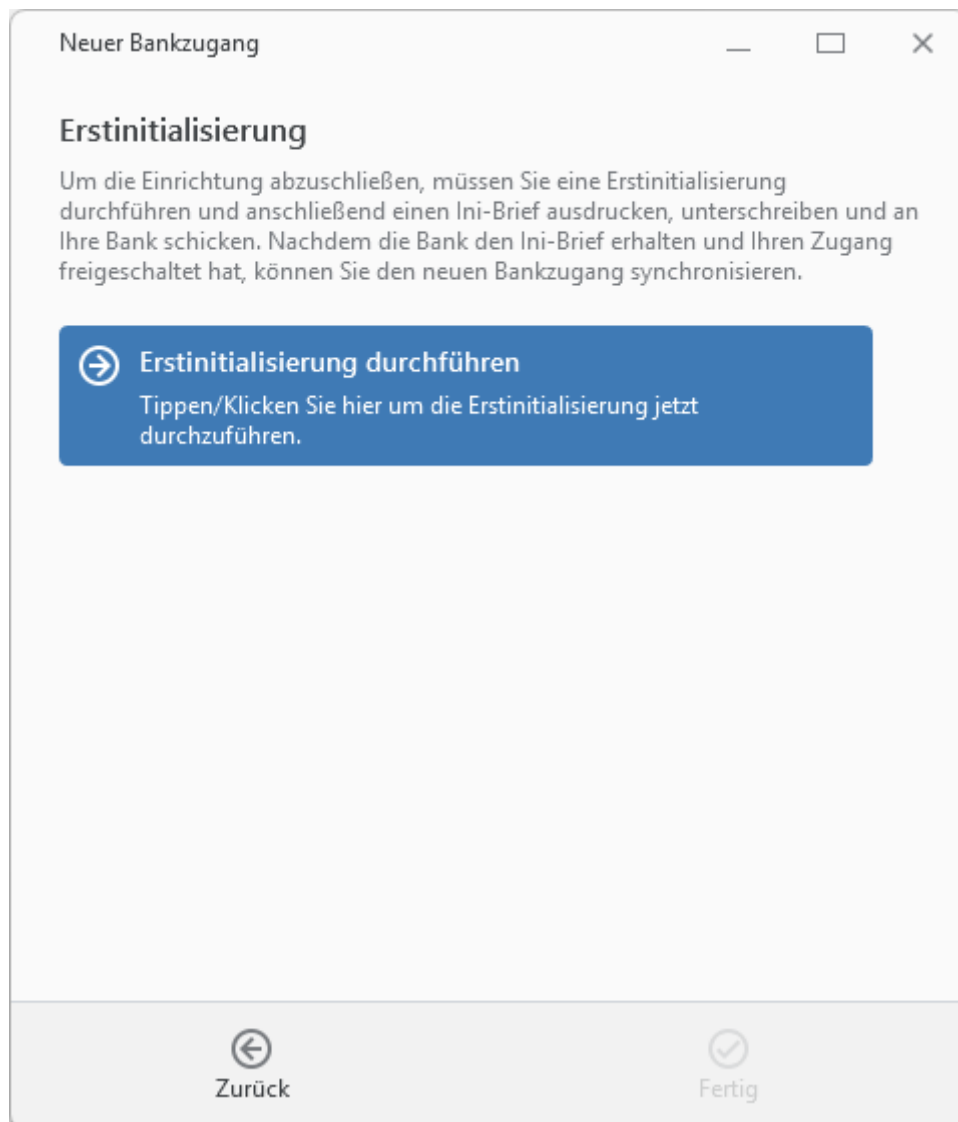 Neuer Bankzugang
Erstinitialisierung
Um die Einrichtung abzuschließen, müssen Sie eine Erstinitialisierung
durchführen und anschließend einen Ini-Brief ausdrucken, unterschreiben und an
Ihre Bank schicken. Nachdem die Bank den Ini-Brief erhalten und Ihren Zugang
freigeschaltet hat, können Sie den neuen Bankzugang synchronisieren.
Erstinitialisierung durchführen
Tippen/Klicken Sie hier um die Erstinitialisierung jetzt
durchzuführen.
Zurück
Fertig